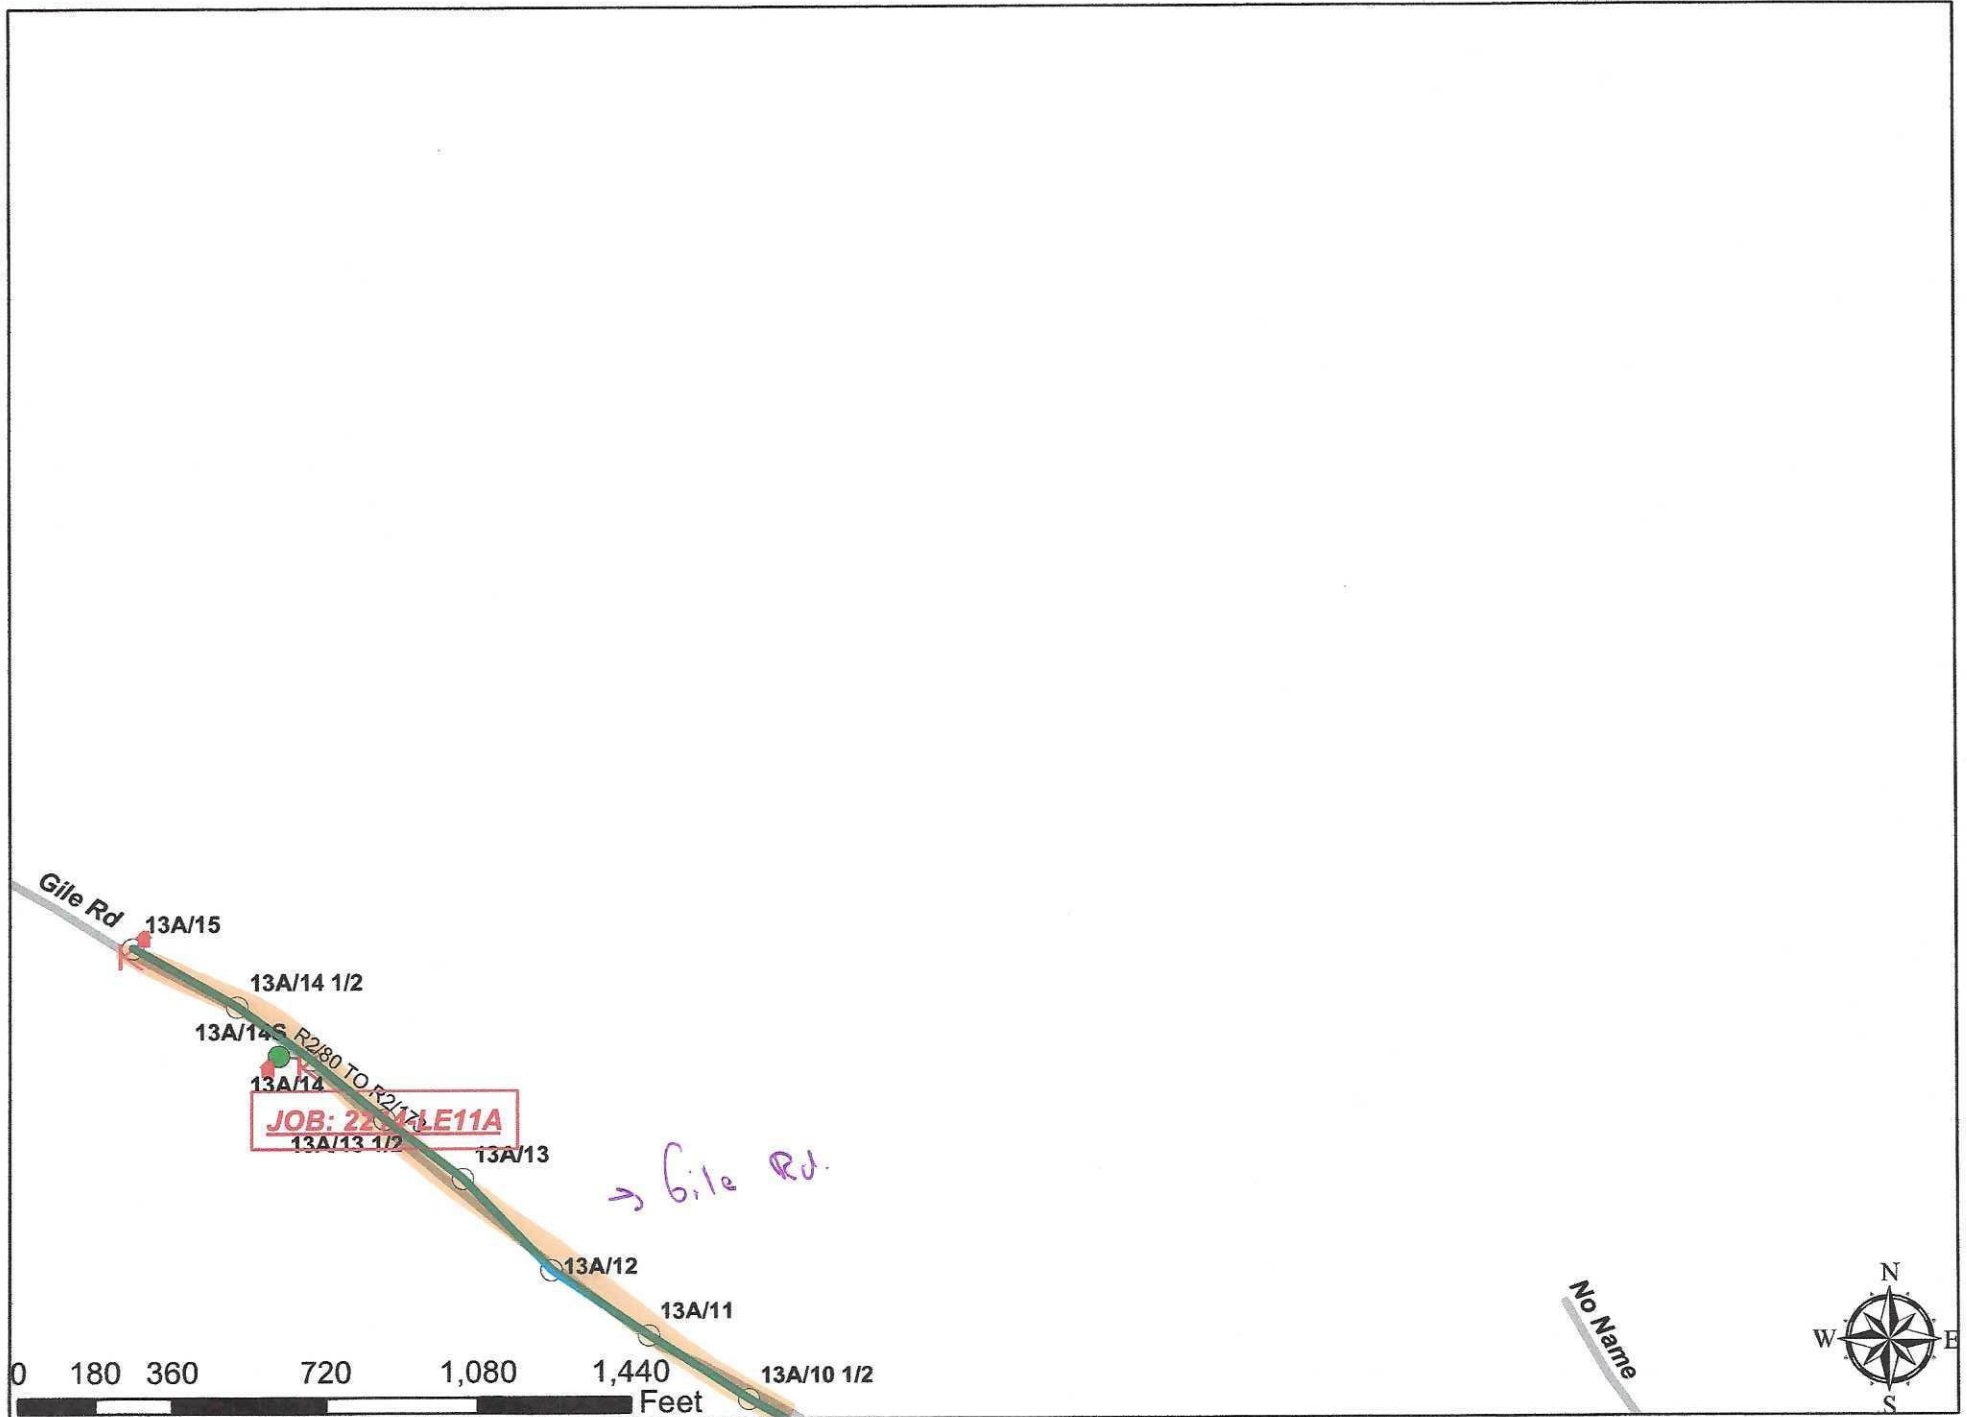 Gile Rd
13A/15
13A/14 1/2
13A/14S
R2/80 TO R2/173
13A/14
JOB: LE11A
13A/13 1/2
13A/13
→ Gile Rd.
13A/12
13A/11
13A/10 1/2
No Name
N
W E
S
0 180 360 720 1,080 1,440
Feet